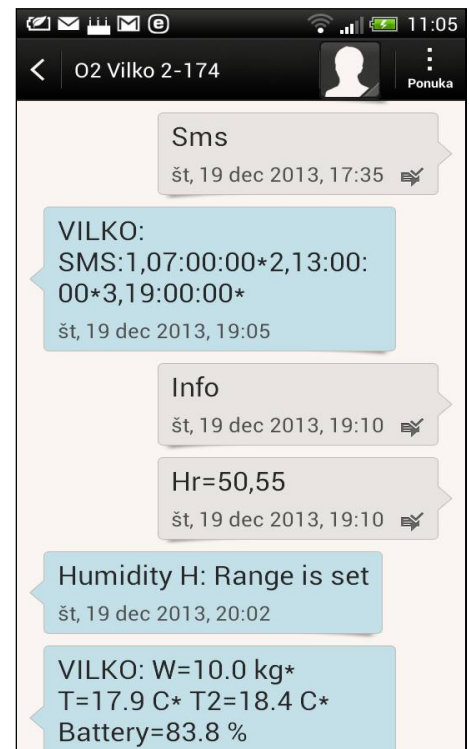 11:05
O2 Vilko 2-174
Ponuka
Sms
št, 19 dec 2013, 17:35
VILKO:
SMS:1,07:00:00*2,13:00:
00*3,19:00:00*
št, 19 dec 2013, 19:05
Info
št, 19 dec 2013, 19:10
Hr=50,55
št, 19 dec 2013, 19:10
Humidity H: Range is set
št, 19 dec 2013, 20:02
VILKO: W=10.0 kg*
T=17.9 C* T2=18.4 C*
Battery=83.8 %